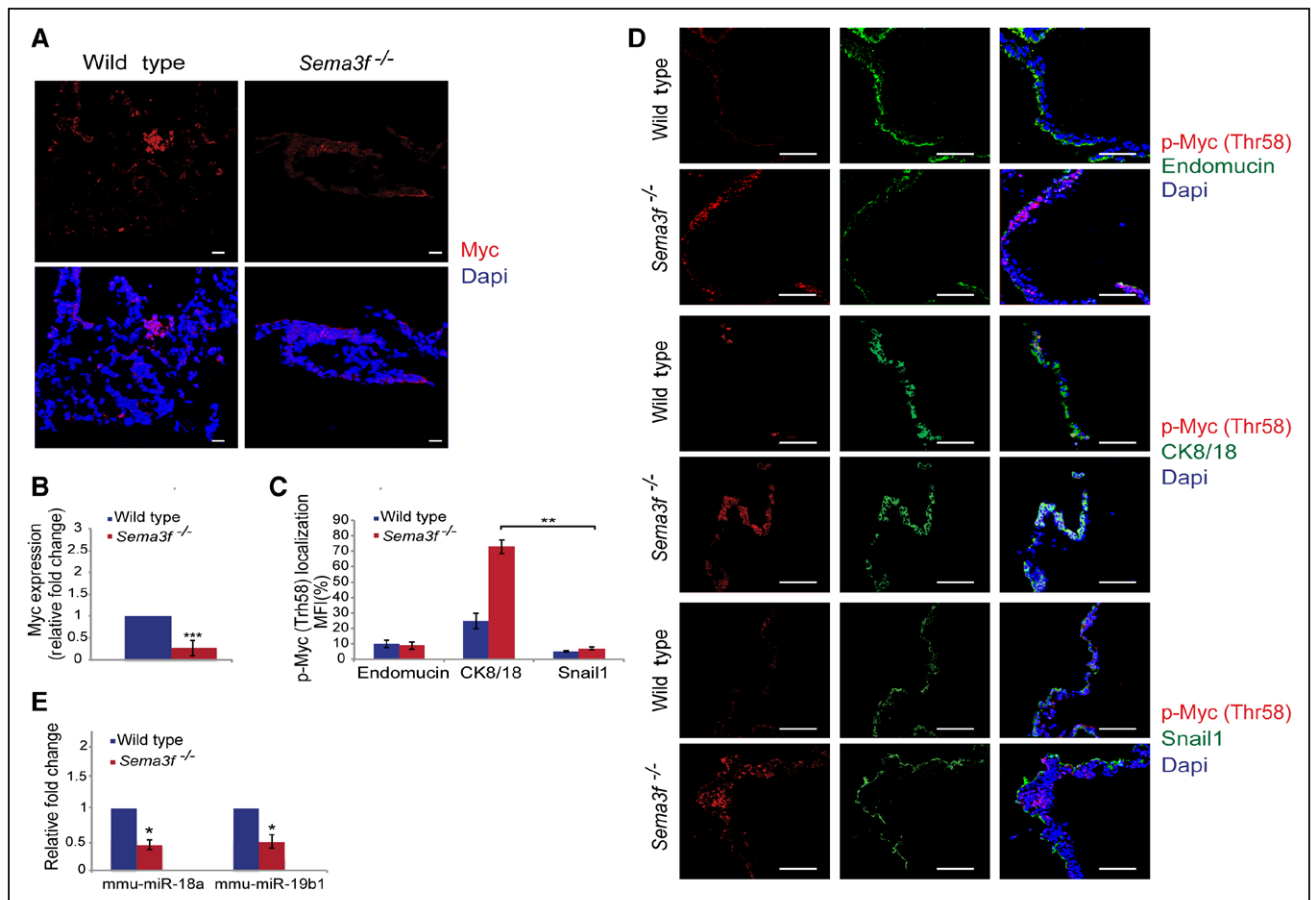 A
Wild type
Sema3f -/-
Myc
Dapi
B
Myc expression
(relative fold change)
Wild type
Sema3f -/-
3
2.5
2
1.5
1
0.5
0
***
C
p-Myc (Trh58) localization
MFI(%)
Wild type
Sema3f -/-
90
80
70
60
50
40
30
20
10
0
**
Endomucin
CK8/18
Snail1
E
Relative fold change
Wild type
Sema3f -/-
2
1.5
1
0.5
0
*
*
mmu-miR-18a
mmu-miR-19b1
D
Wild type
Sema3f -/-
p-Myc (Thr58)
Endomucin
Dapi
Wild type
Sema3f -/-
p-Myc (Thr58)
CK8/18
Dapi
Wild type
Sema3f -/-
p-Myc (Thr58)
Snail1
Dapi